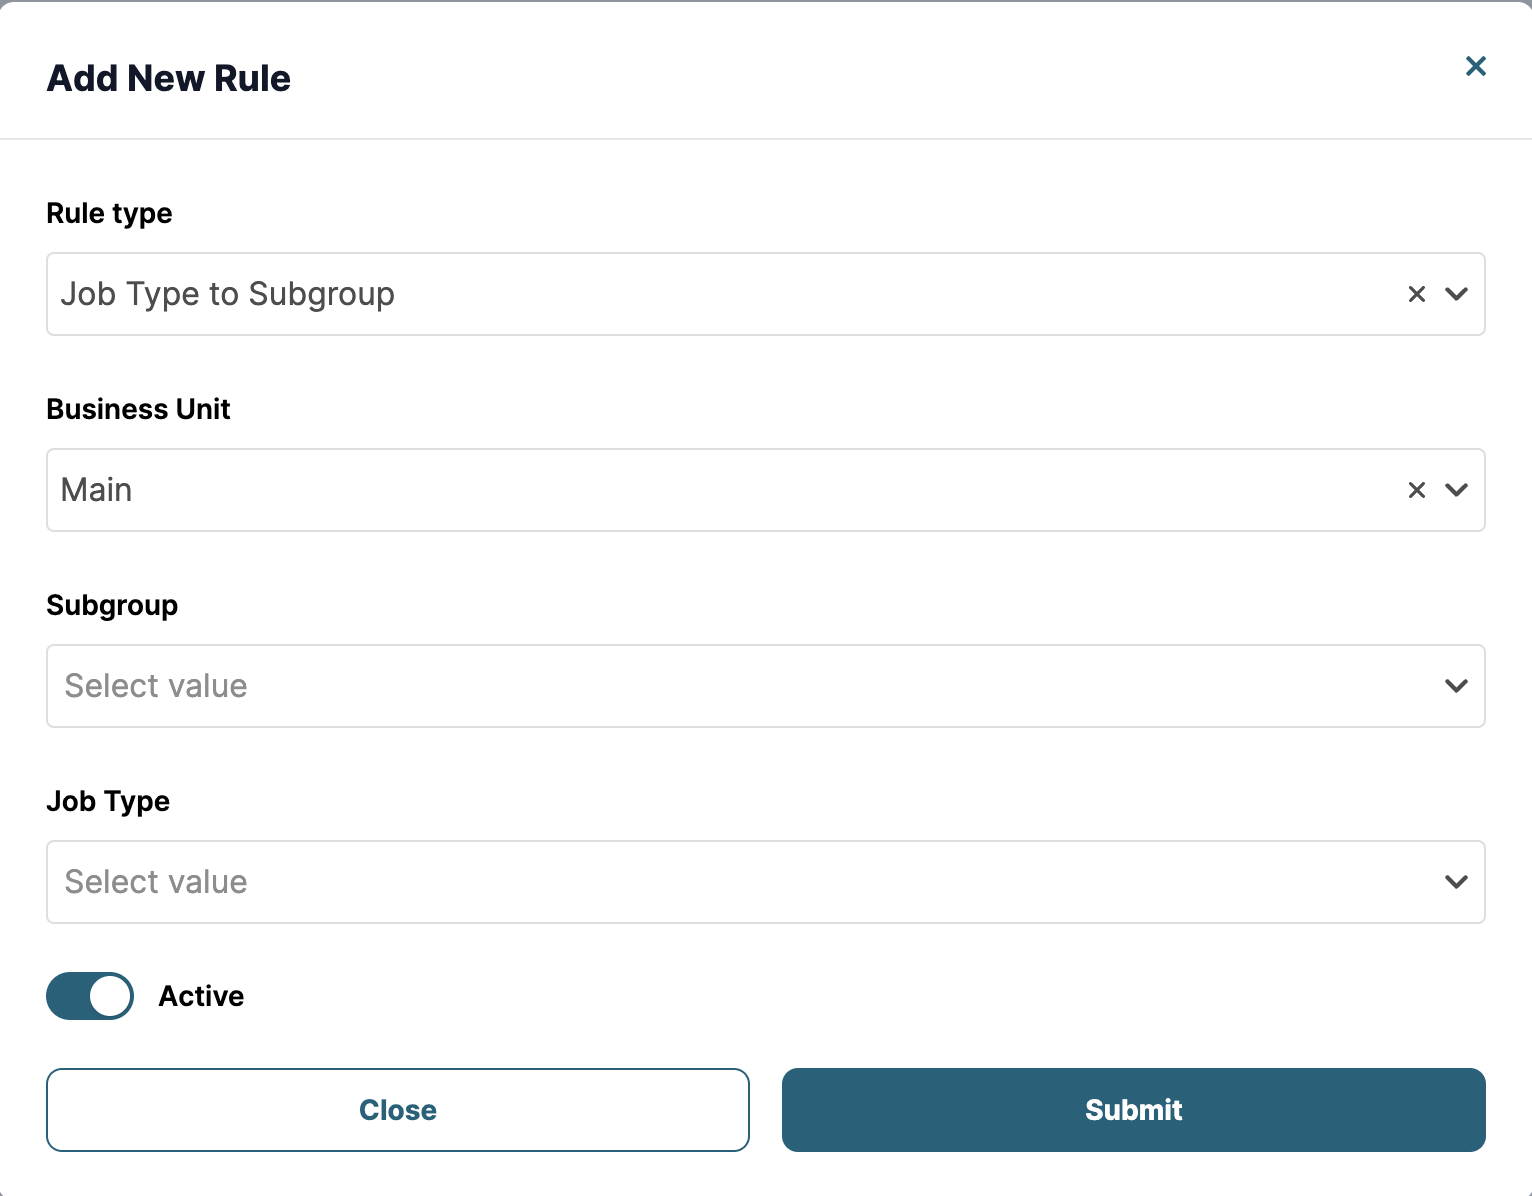 Add New Rule
Rule type
Job Type to Subgroup
Business Unit
Main
Subgroup
Select value
Job Type
Select value
Active
Close
Submit